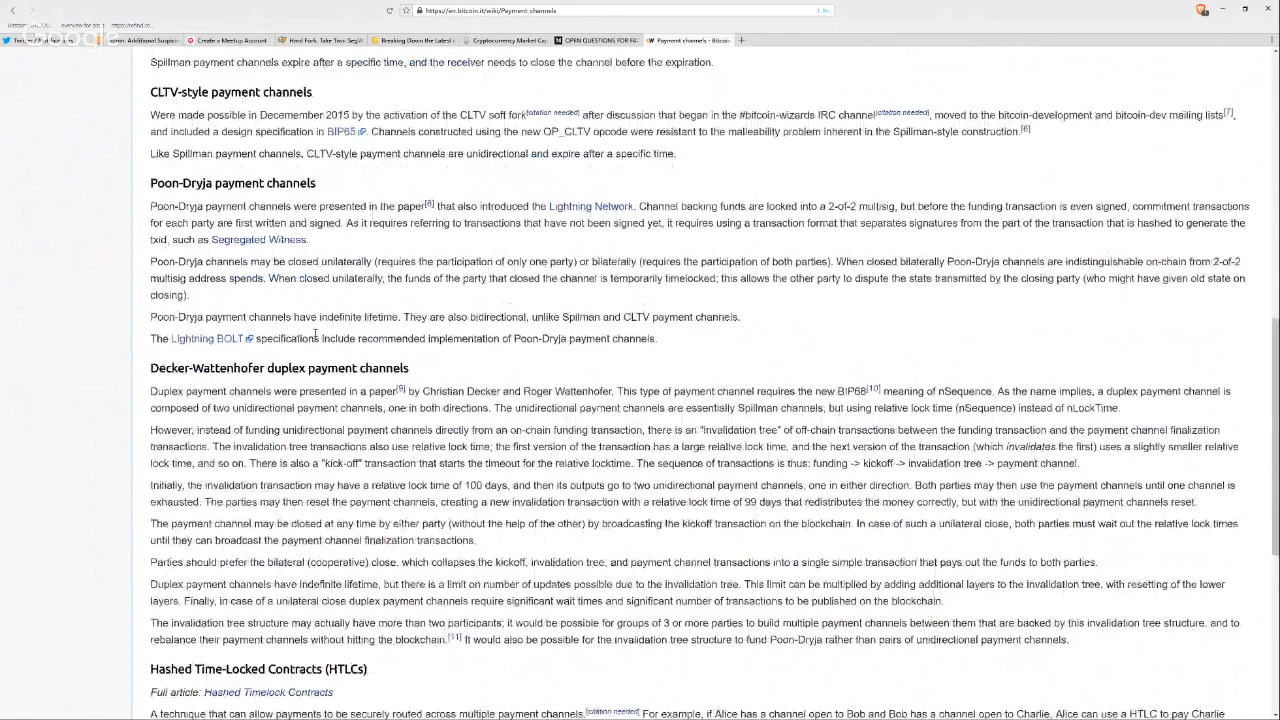 https://en.bitcoin.it/wiki/Payment_channels
Google
Create a Meetup Account
Hard Fork, Take Two: SegW
Breaking Down the Latest i
Cryptocurrency Market Cap
OPEN QUESTIONS FOR FAC
Payment channels - Bitcoin
Spillman payment channels expire after a specific time, and the receiver needs to close the channel before the expiration.
CLTV-style payment channels
Were made possible in Decemmber 2015 by the activation of the CLTV soft fork[citation needed] after discussion that began in the #bitcoin-wizards IRC channel[citation needed], moved to the bitcoin-development and bitcoin-dev mailing lists[7],
and included a design specification in BIP65. Channels constructed using the new OP_CLTV opcode were resistant to the malleability problem inherent in the Spillman-style construction.[6]
Like Spillman payment channels, CLTV-style payment channels are unidirectional and expire after a specific time.
Poon-Dryja payment channels
Poon-Dryja payment channels were presented in the paper[8] that also introduced the Lightning Network. Channel backing funds are locked into a 2-of-2 multisig, but before the funding transaction is even signed, commitment transactions
for each party are first written and signed. As it requires referring to transactions that have not been signed yet, it requires using a transaction format that separates signatures from the part of the transaction that is hashed to generate the
txid, such as Segregated Witness.
Poon-Dryja channels may be closed unilaterally (requires the participation of only one party) or bilaterally (requires the participation of both parties). When closed bilaterally Poon-Dryja channels are indistinguishable on-chain from 2-of-2
multisig address spends. When closed unilaterally, the funds of the party that closed the channel is temporarily timelocked; this allows the other party to dispute the state transmitted by the closing party (who might have given old state on
closing).
Poon-Dryja payment channels have indefinite lifetime. They are also bidirectional, unlike Spilman and CLTV payment channels.
The Lightning BOLT specifications include recommended implementation of Poon-Dryja payment channels.
Decker-Wattenhofer duplex payment channels
Duplex payment channels were presented in a paper[9] by Christian Decker and Roger Wattenhofer. This type of payment channel requires the new BIP68[10] meaning of nSequence. As the name implies, a duplex payment channel is
composed of two unidirectional payment channels, one in both directions. The unidirectional payment channels are essentially Spillman channels, but using relative lock time (nSequence) instead of nLockTime.
However, instead of funding unidirectional payment channels directly from an on-chain funding transaction, there is an "invalidation tree" of off-chain transactions between the funding transaction and the payment channel finalization
transactions. The invalidation tree transactions also use relative lock time; the first version of the transaction has a large relative lock time, and the next version of the transaction (which invalidates the first) uses a slightly smaller relative
lock time, and so on. There is also a "kick-off" transaction that starts the timeout for the relative locktime. The sequence of transactions is thus: funding -> kickoff -> invalidation tree -> payment channel.
Initially, the invalidation transaction may have a relative lock time of 100 days, and then its outputs go to two unidirectional payment channels, one in either direction. Both parties may then use the payment channels until one channel is
exhausted. The parties may then reset the payment channels, creating a new invalidation transaction with a relative lock time of 99 days that redistributes the money correctly, but with the unidirectional payment channels reset.
The payment channel may be closed at any time by either party (without the help of the other) by broadcasting the kickoff transaction on the blockchain. In case of such a unilateral close, both parties must wait out the relative lock times
until they can broadcast the payment channel finalization transactions.
Parties should prefer the bilateral (cooperative) close, which collapses the kickoff, invalidation tree, and payment channel transactions into a single simple transaction that pays out the funds to both parties.
Duplex payment channels have indefinite lifetime, but there is a limit on number of updates possible due to the invalidation tree. This limit can be multiplied by adding additional layers to the invalidation tree, with resetting of the lower
layers. Finally, in case of a unilateral close duplex payment channels require significant wait times and significant number of transactions to be published on the blockchain.
The invalidation tree structure may actually have more than two participants; it would be possible for groups of 3 or more parties to build multiple payment channels between them that are backed by this invalidation tree structure. and to
rebalance their payment channels without hitting the blockchain.[11] It would also be possible for the invalidation tree structure to fund Poon-Dryja rather than pairs of unidirectional payment channels.
Hashed Time-Locked Contracts (HTLCs)
Full article: Hashed Timelock Contracts
A technique that can allow payments to be securely routed across multiple payment channels.[citation needed] For example, if Alice has a channel open to Bob and Bob has a channel open to Charlie, Alice can use a HTLC to pay Charlie